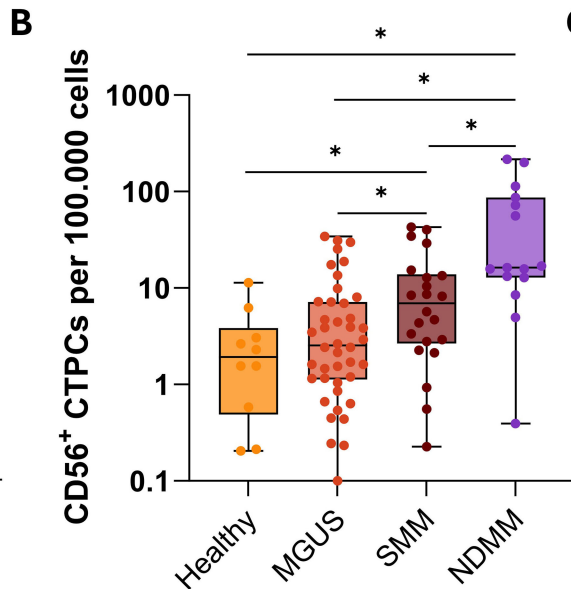 B
CD56+ CTPCs per 100.000 cells
1000
100
10
1
0.1
*
*
*
*
*
Healthy
MGUS
SMM
NDMM